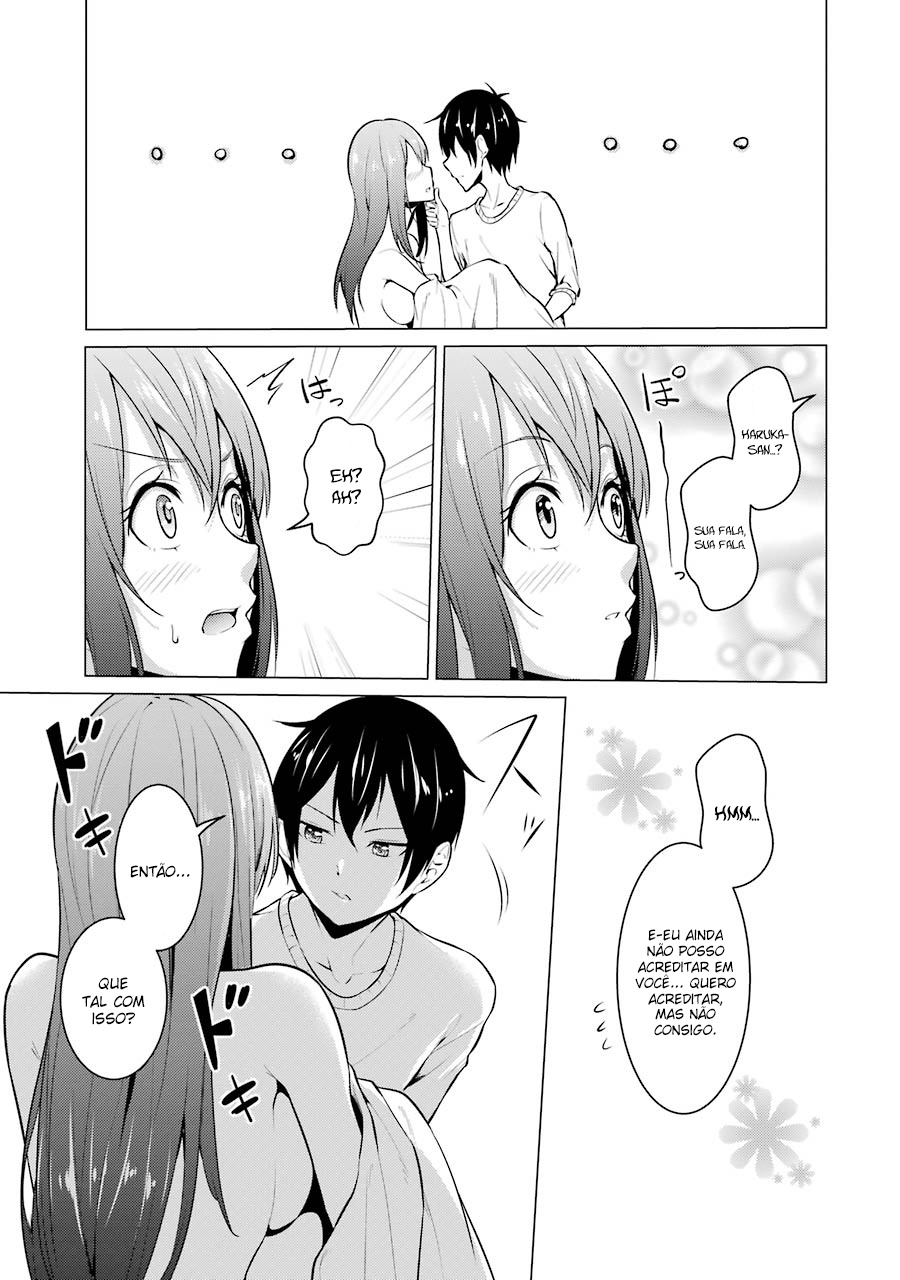 HARUKA-
SAN...?
SUA FALA,
SUA FALA.
ぽ
っ
EH?
AH?
はっ
HMM...
E-EU AINDA
NÃO POSSO
ACREDITAR EM
VOCÊ... QUERO
ACREDITAR,
MAS NÃO
CONSIGO.
ドキ
ENTÃO...
QUE
TAL COM
ISSO?
ドキ